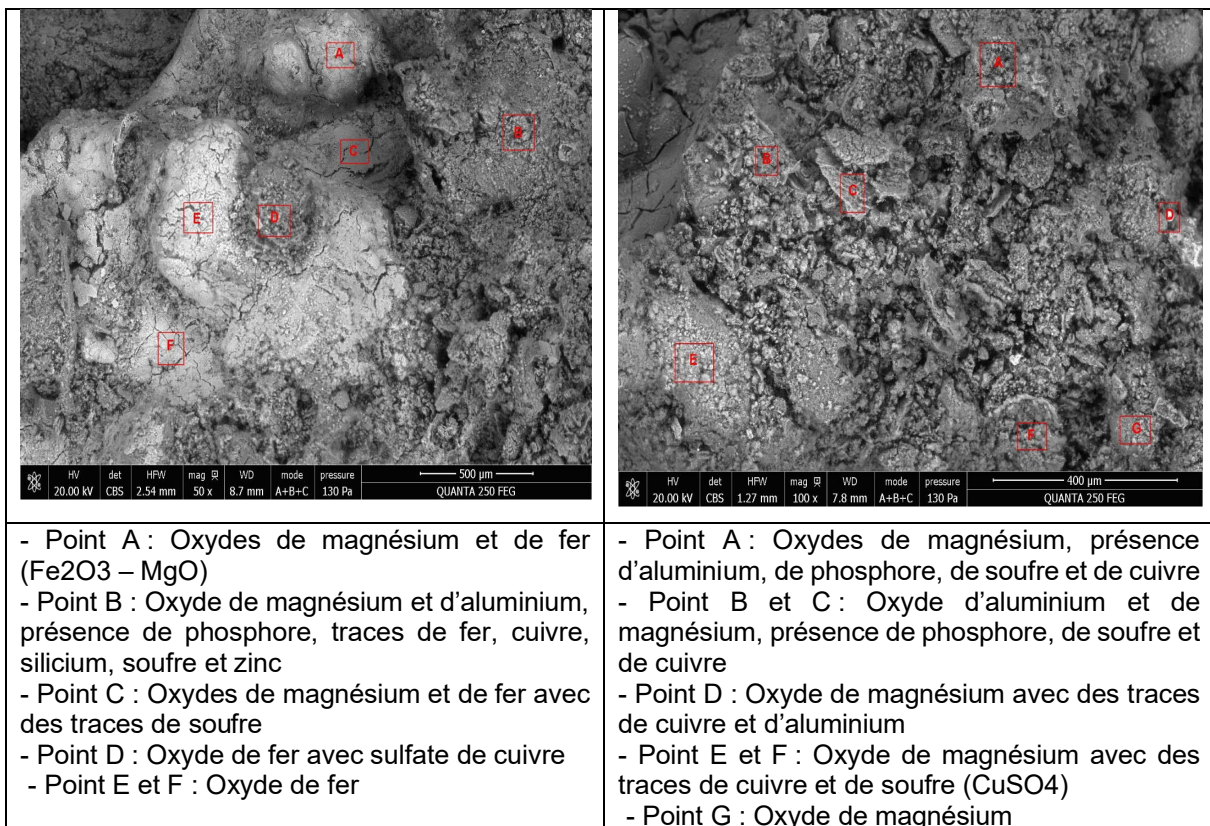 A
B
C
E
D
F
HV det HFW mag WD mode pressure
500 µm
20.00 kV CBS 2.54 mm 50 x 8.7 mm A+B+C 130 Pa
QUANTA 250 FEG
A
B
C
D
E
F
G
HV det HFW mag WD mode pressure
400 µm
20.00 kV CBS 1.27 mm 100 x 7.8 mm A+B+C 130 Pa
QUANTA 250 FEG
- Point A : Oxydes de magnésium et de fer
(Fe2O3 – MgO)
- Point B : Oxyde de magnésium et d’aluminium,
présence de phosphore, traces de fer, cuivre,
silicium, soufre et zinc
- Point C : Oxydes de magnésium et de fer avec
des traces de soufre
- Point D : Oxyde de fer avec sulfate de cuivre
- Point E et F : Oxyde de fer
- Point A : Oxydes de magnésium, présence
d’aluminium, de phosphore, de soufre et de cuivre
- Point B et C : Oxyde d’aluminium et de
magnésium, présence de phosphore, de soufre et
de cuivre
- Point D : Oxyde de magnésium avec des traces
de cuivre et d’aluminium
- Point E et F : Oxyde de magnésium avec des
traces de cuivre et de soufre (CuSO4)
- Point G : Oxyde de magnésium